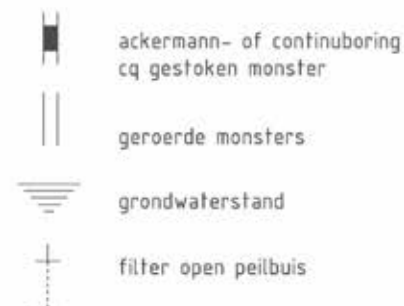 ackermann- of continuboring
cq gestoken monster
geroerde monsters
grondwaterstand
filter open peilbuis